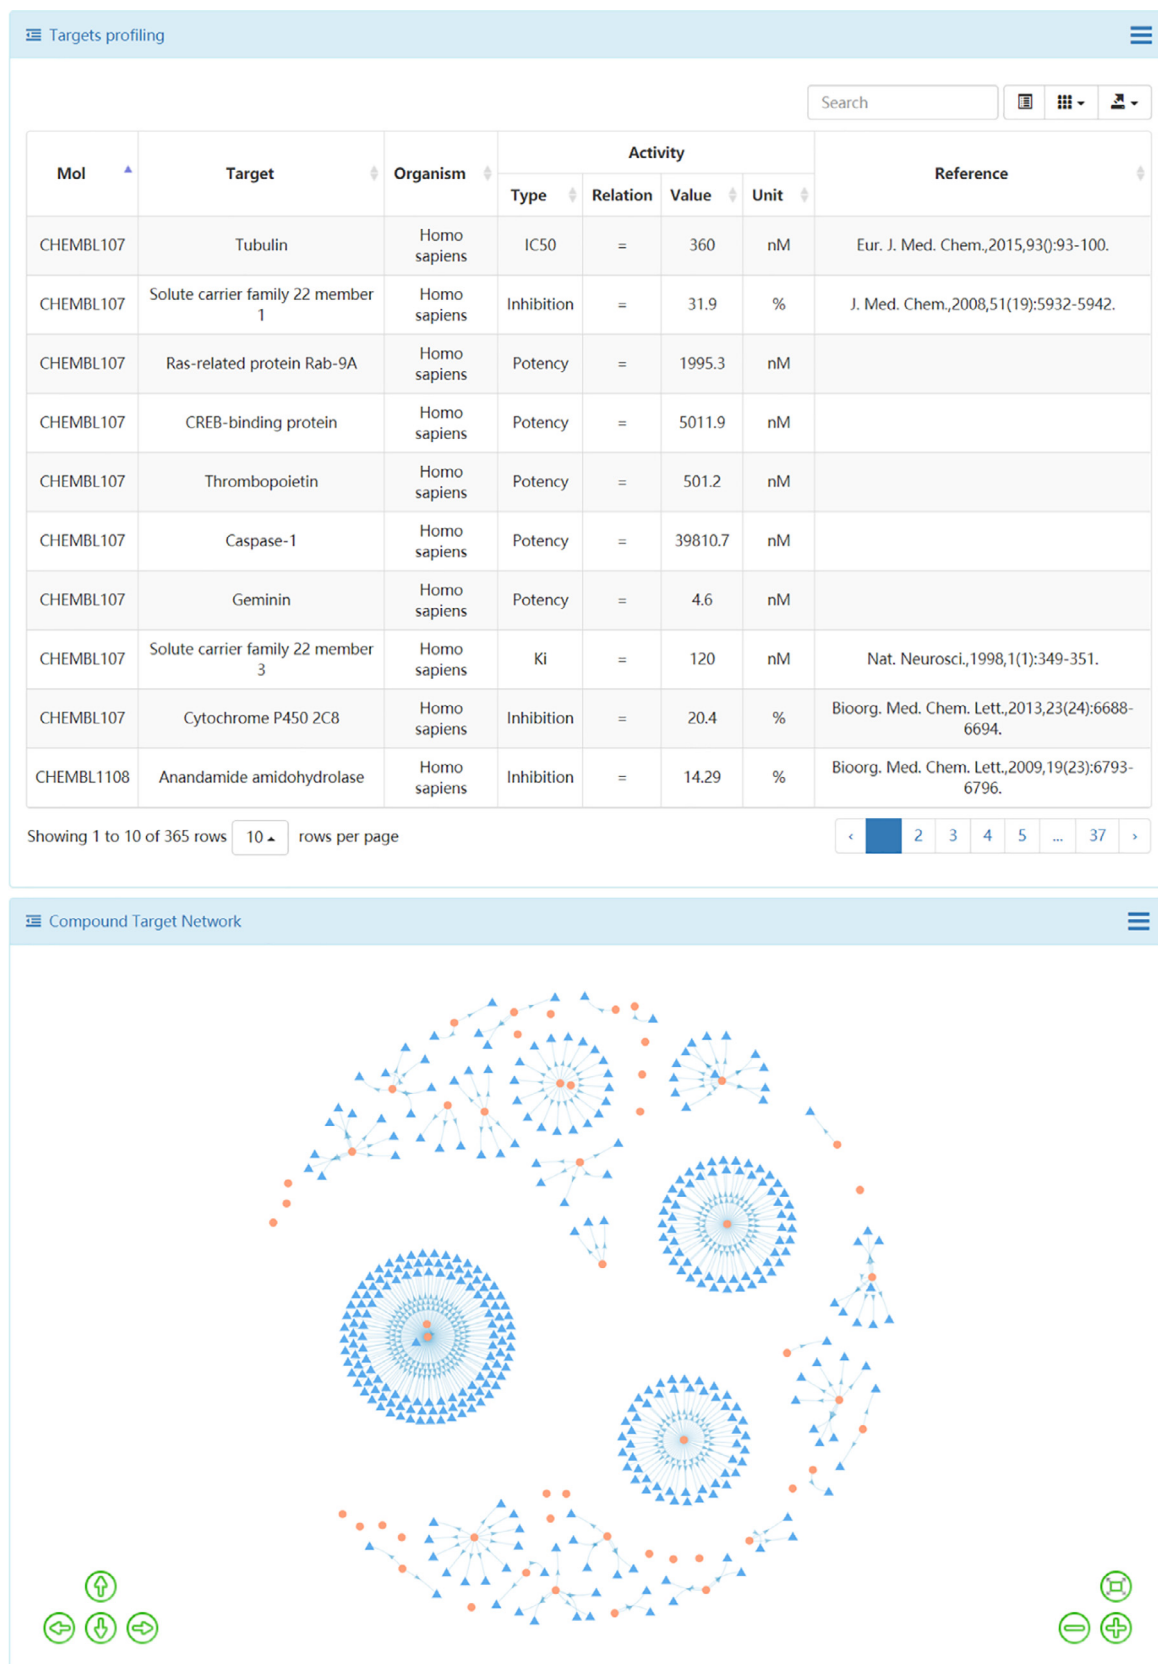 Targets profiling
Search
Mol Target Organism Activity Reference
Type Relation Value Unit
CHEMBL107 Tubulin Homo sapiens IC50 = 360 nM Eur. J. Med. Chem.,2015,93():93-100.
CHEMBL107 Solute carrier family 22 member 1 Homo sapiens Inhibition = 31.9 % J. Med. Chem.,2008,51(19):5932-5942.
CHEMBL107 Ras-related protein Rab-9A Homo sapiens Potency = 1995.3 nM
CHEMBL107 CREB-binding protein Homo sapiens Potency = 5011.9 nM
CHEMBL107 Thrombopoietin Homo sapiens Potency = 501.2 nM
CHEMBL107 Caspase-1 Homo sapiens Potency = 39810.7 nM
CHEMBL107 Geminin Homo sapiens Potency = 4.6 nM
CHEMBL107 Solute carrier family 22 member 3 Homo sapiens Ki = 120 nM Nat. Neurosci.,1998,1(1):349-351.
CHEMBL107 Cytochrome P450 2C8 Homo sapiens Inhibition = 20.4 % Bioorg. Med. Chem. Lett.,2013,23(24):6688-6694.
CHEMBL1108 Anandamide amidohydrolase Homo sapiens Inhibition = 14.29 % Bioorg. Med. Chem. Lett.,2009,19(23):6793-6796.
Showing 1 to 10 of 365 rows 10 rows per page ‹ 2 3 4 5 ... 37 ›
Compound Target Network